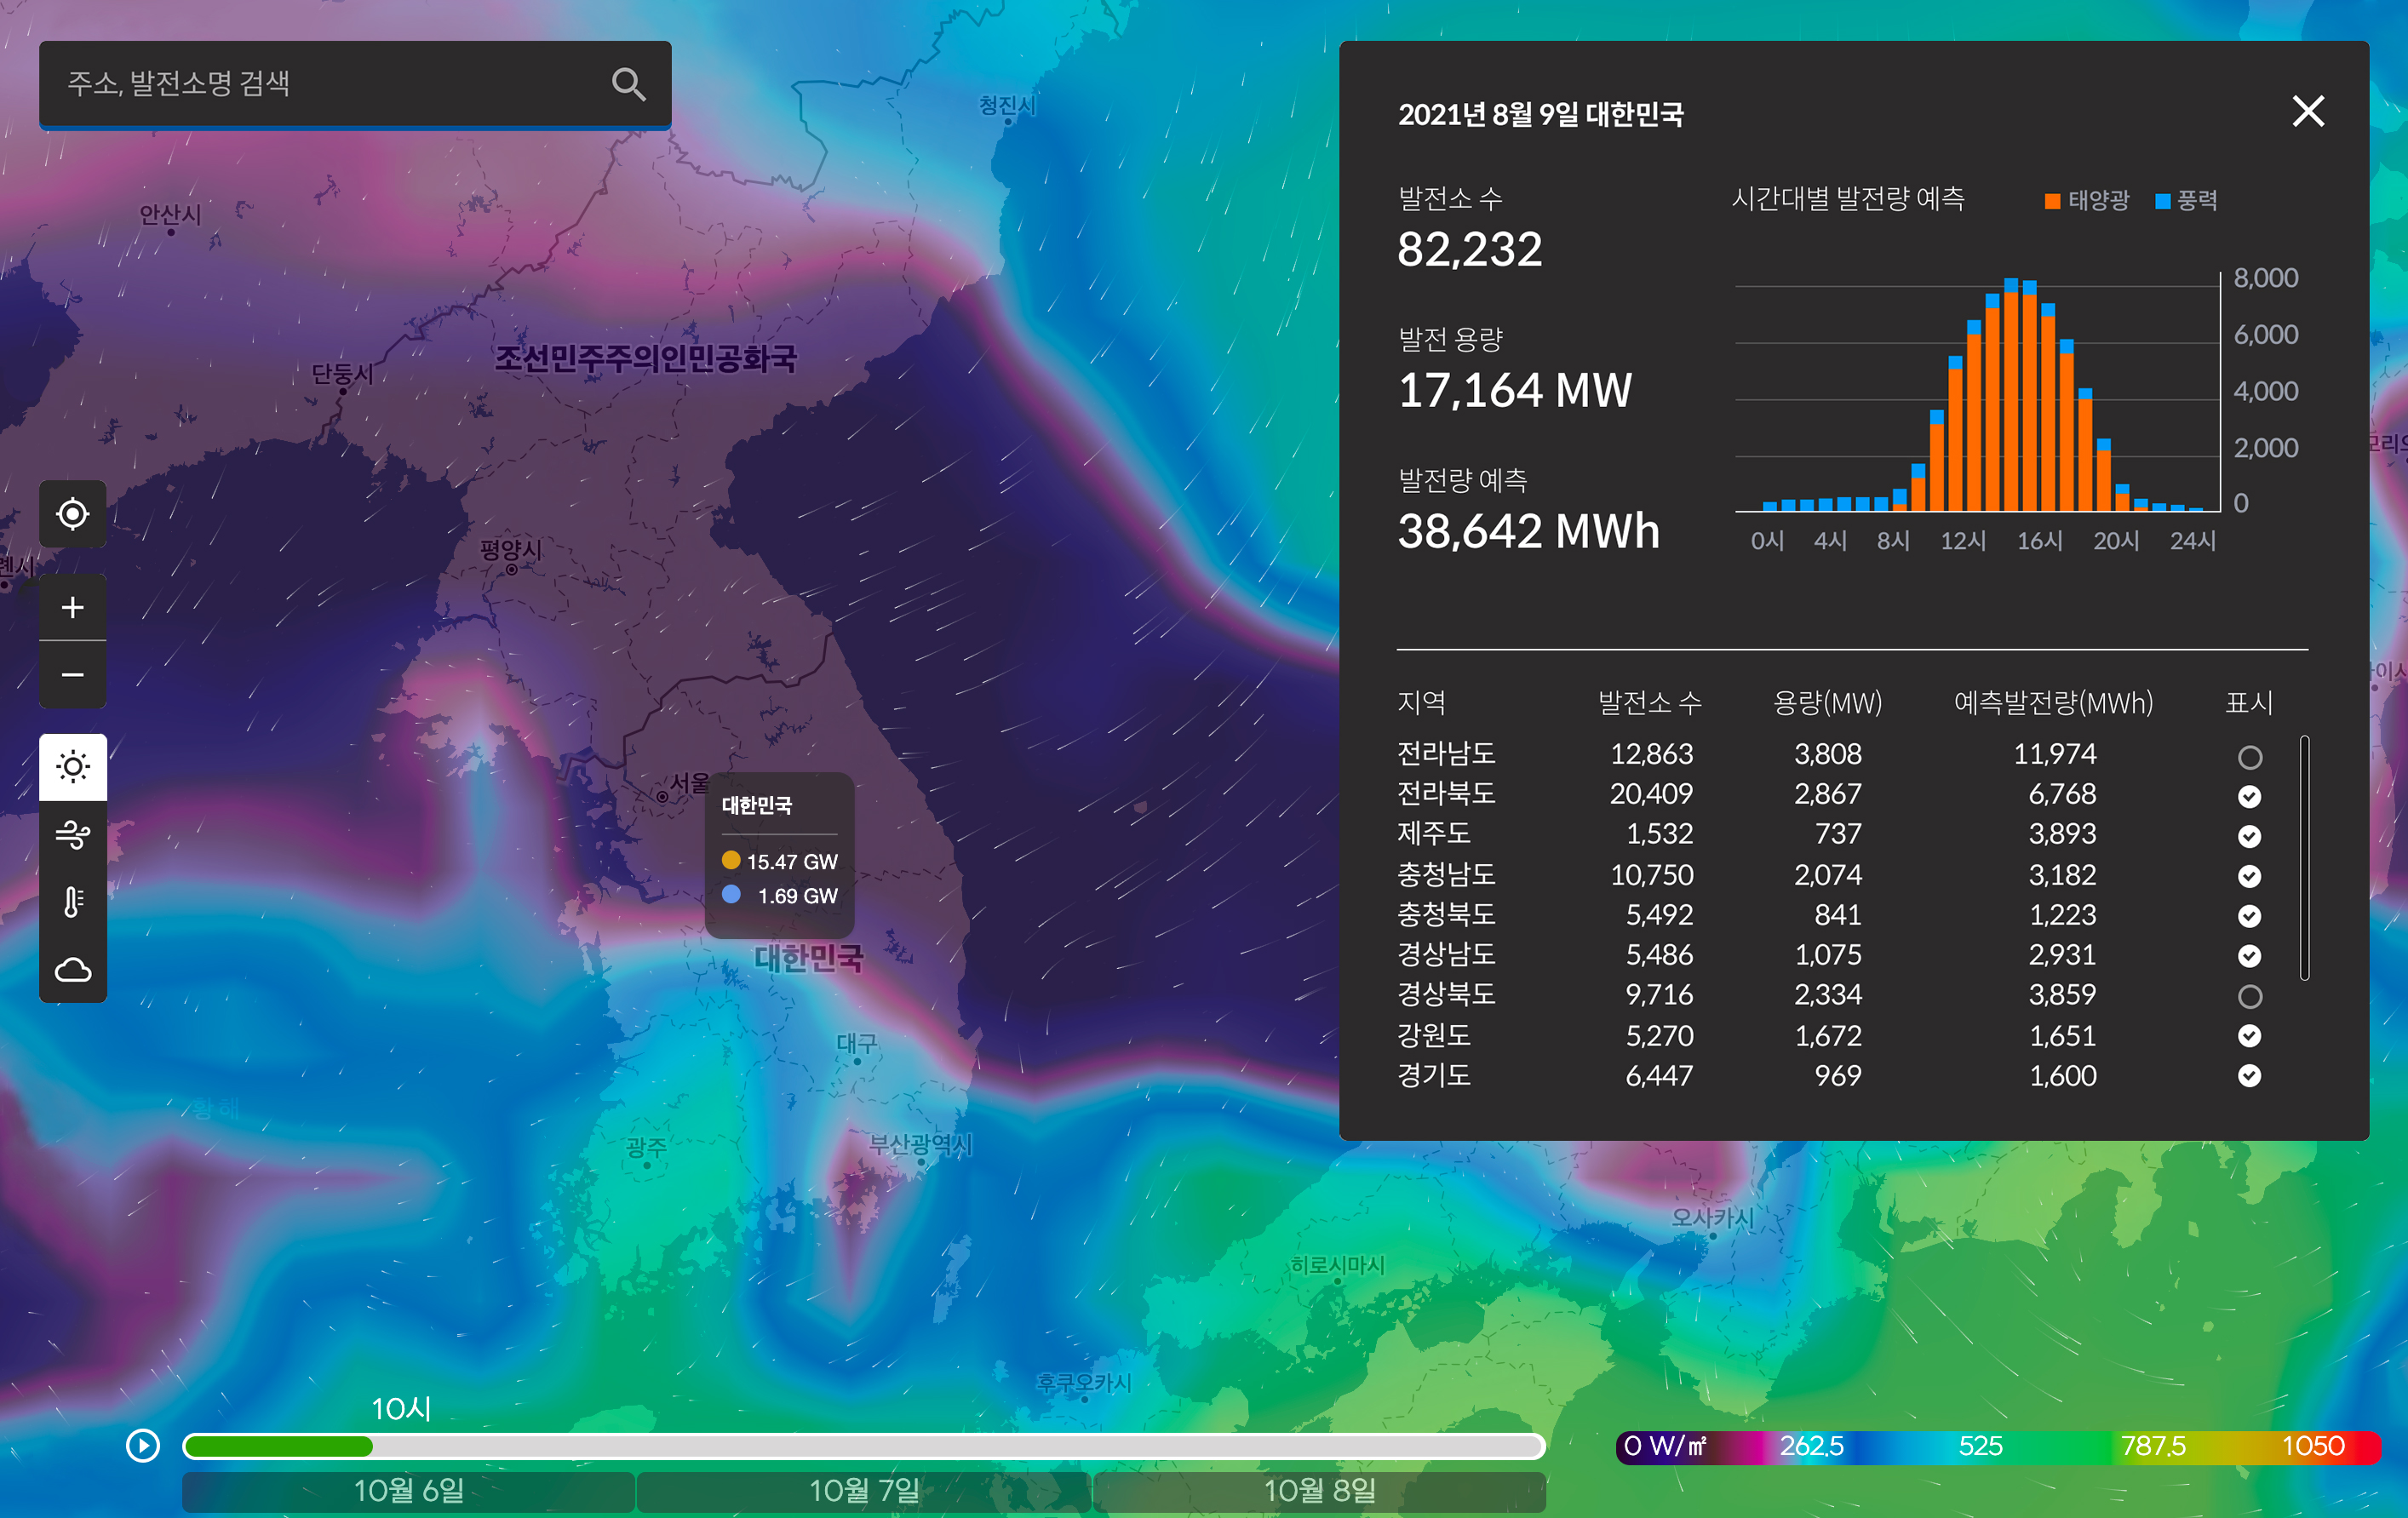 주소, 발전소명 검색
청진시
안산시
조선민주주의인민공화국
단둥시
평양시
롄시
서울
대한민국
15.47 GW
1.69 GW
대한민국
대구
황해
광주
부산광역시
오사카시
히로시마시
후쿠오카시
2021년 8월 9일 대한민국
발전소 수
82,232
발전 용량
17,164 MW
발전량 예측
38,642 MWh
시간대별 발전량 예측
태양광 풍력
8,000
6,000
4,000
2,000
0
0시 4시 8시 12시 16시 20시 24시
지역 발전소 수 용량(MW) 예측발전량(MWh) 표시
전라남도 12,863 3,808 11,974
전라북도 20,409 2,867 6,768
제주도 1,532 737 3,893
충청남도 10,750 2,074 3,182
충청북도 5,492 841 1,223
경상남도 5,486 1,075 2,931
경상북도 9,716 2,334 3,859
강원도 5,270 1,672 1,651
경기도 6,447 969 1,600
10시
10월 6일 10월 7일 10월 8일
0 W/㎡ 262.5 525 787.5 1050